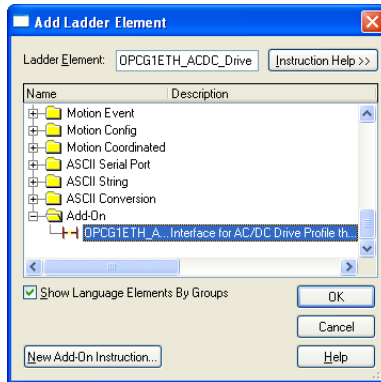 Add Ladder Element
Ladder Element: OPCG1ETH_ACDC_Drive Instruction Help >>
Name Description
Motion Event
Motion Config
Motion Coordinated
ASCII Serial Port
ASCII String
ASCII Conversion
Add-On
OPCG1ETH_A... Interface for AC/DC Drive Profile th...
Show Language Elements By Groups OK
Cancel
New Add-On Instruction... Help